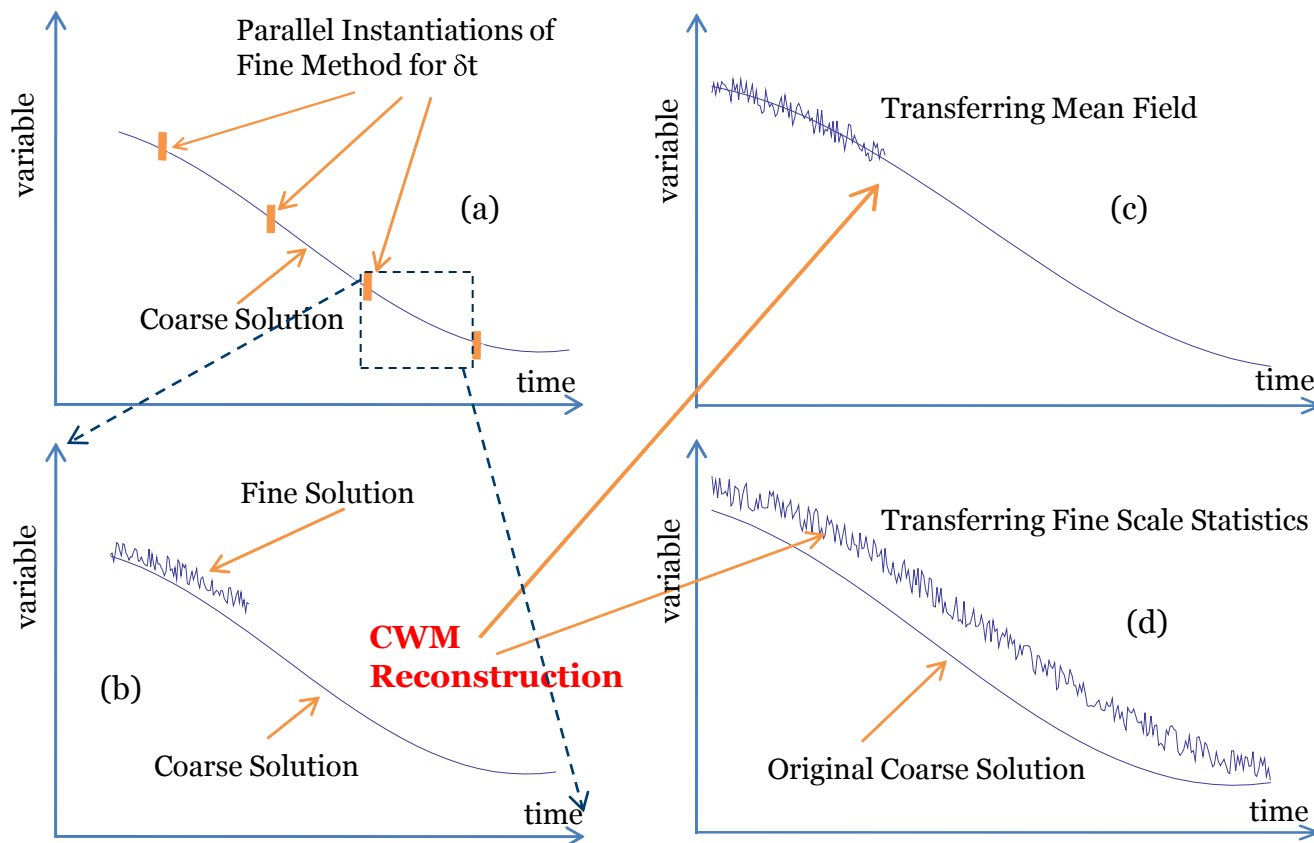 Parallel Instantiations of
Fine Method for δt
variable
(a)
Coarse Solution
time
Transferring Mean Field
variable
(c)
time
Fine Solution
variable
CWM
Reconstruction
(b)
Coarse Solution
time
Transferring Fine Scale Statistics
variable
(d)
Original Coarse Solution
time